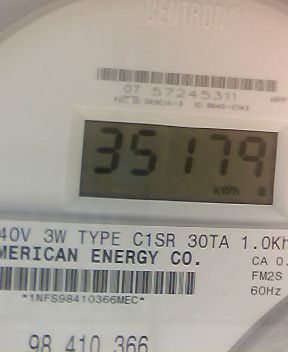 CENTRON®
07 57245311
35179
kWh
40V 3W TYPE C1SR 30TA 1.0Kh
MERICAN ENERGY CO.
CA 0.
FM2S
60Hz
*1NFS98410366MEC*
98 410 366